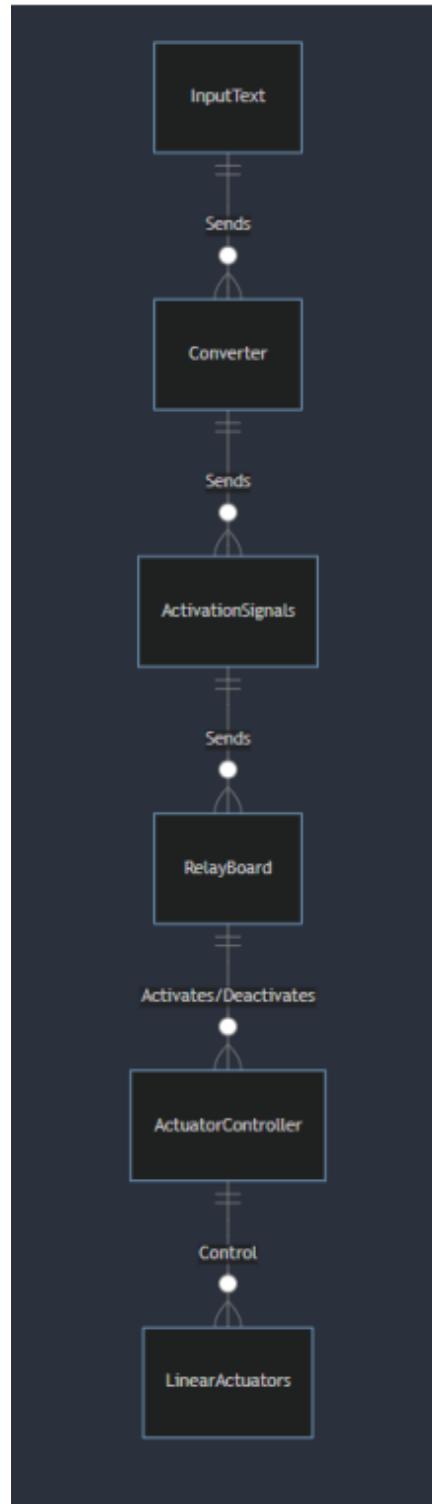 InputText
Sends
Converter
Sends
ActivationSignals
Sends
RelayBoard
Activates/Deactivates
ActuatorController
Control
LinearActuators